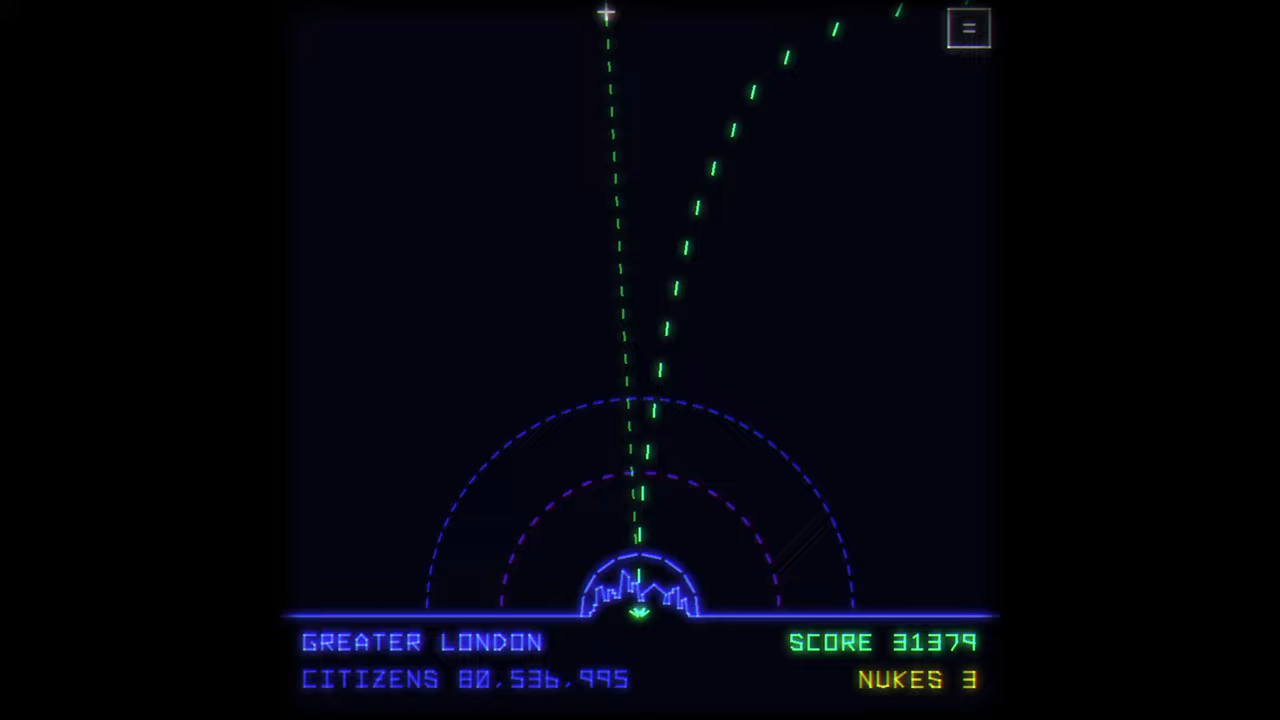 GREATER LONDON
SCORE 31379
CITIZENS 80,536,995
NUKES 3